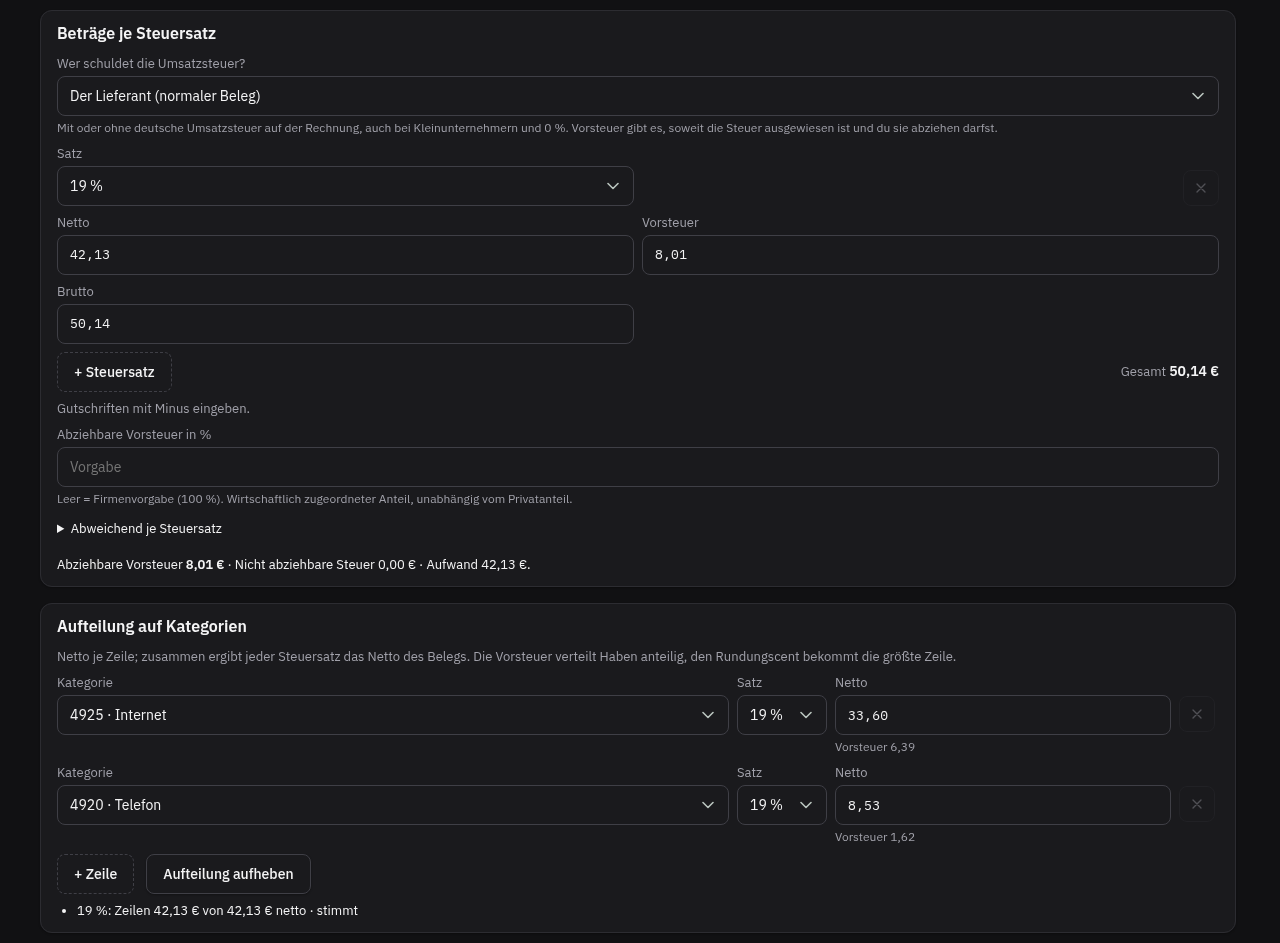 Beträge je Steuersatz
Wer schuldet die Umsatzsteuer?
Der Lieferant (normaler Beleg)
Mit oder ohne deutsche Umsatzsteuer auf der Rechnung, auch bei Kleinunternehmern und 0 %. Vorsteuer gibt es, soweit die Steuer ausgewiesen ist und du sie abziehen darfst.
Satz
19 %
Netto Vorsteuer
42,13 8,01
Brutto
50,14
+ Steuersatz Gesamt 50,14 €
Gutschriften mit Minus eingeben.
Abziehbare Vorsteuer in %
Vorgabe
Leer = Firmenvorgabe (100 %). Wirtschaftlich zugeordneter Anteil, unabhängig vom Privatanteil.
Abweichend je Steuersatz
Abziehbare Vorsteuer 8,01 € · Nicht abziehbare Steuer 0,00 € · Aufwand 42,13 €.
Aufteilung auf Kategorien
Netto je Zeile; zusammen ergibt jeder Steuersatz das Netto des Belegs. Die Vorsteuer verteilt Haben anteilig, den Rundungscent bekommt die größte Zeile.
Kategorie Satz Netto
4925 · Internet 19 % 33,60
Vorsteuer 6,39
Kategorie Satz Netto
4920 · Telefon 19 % 8,53
Vorsteuer 1,62
+ Zeile Aufteilung aufheben
• 19 %: Zeilen 42,13 € von 42,13 € netto · stimmt